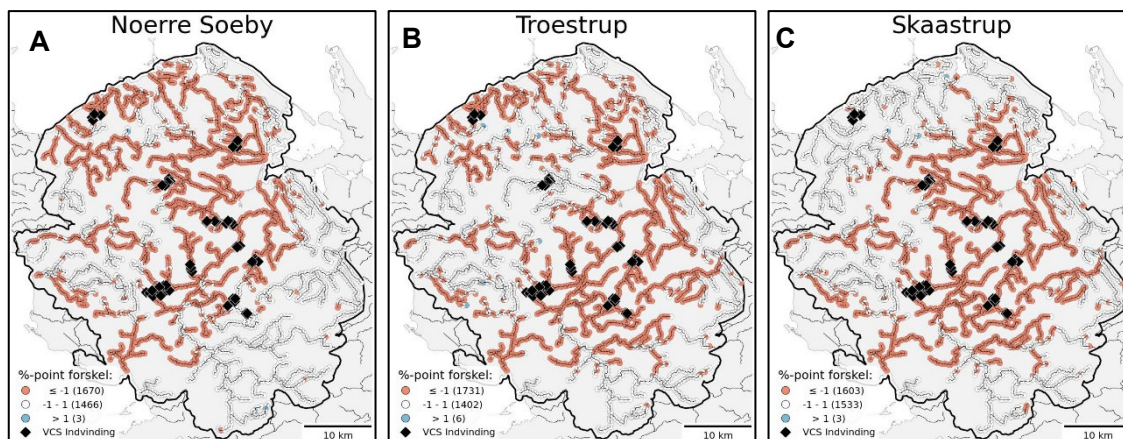 A
Noerre Soeby
%-point forskel:
≤ -1 (1670)
-1 - 1 (1466)
> 1 (3)
VCS Indvinding
10 km
B
Troestrup
%-point forskel:
≤ -1 (1731)
-1 - 1 (1402)
> 1 (6)
VCS Indvinding
10 km
C
Skaastrup
%-point forskel:
≤ -1 (1603)
-1 - 1 (1533)
> 1 (3)
VCS Indvinding
10 km